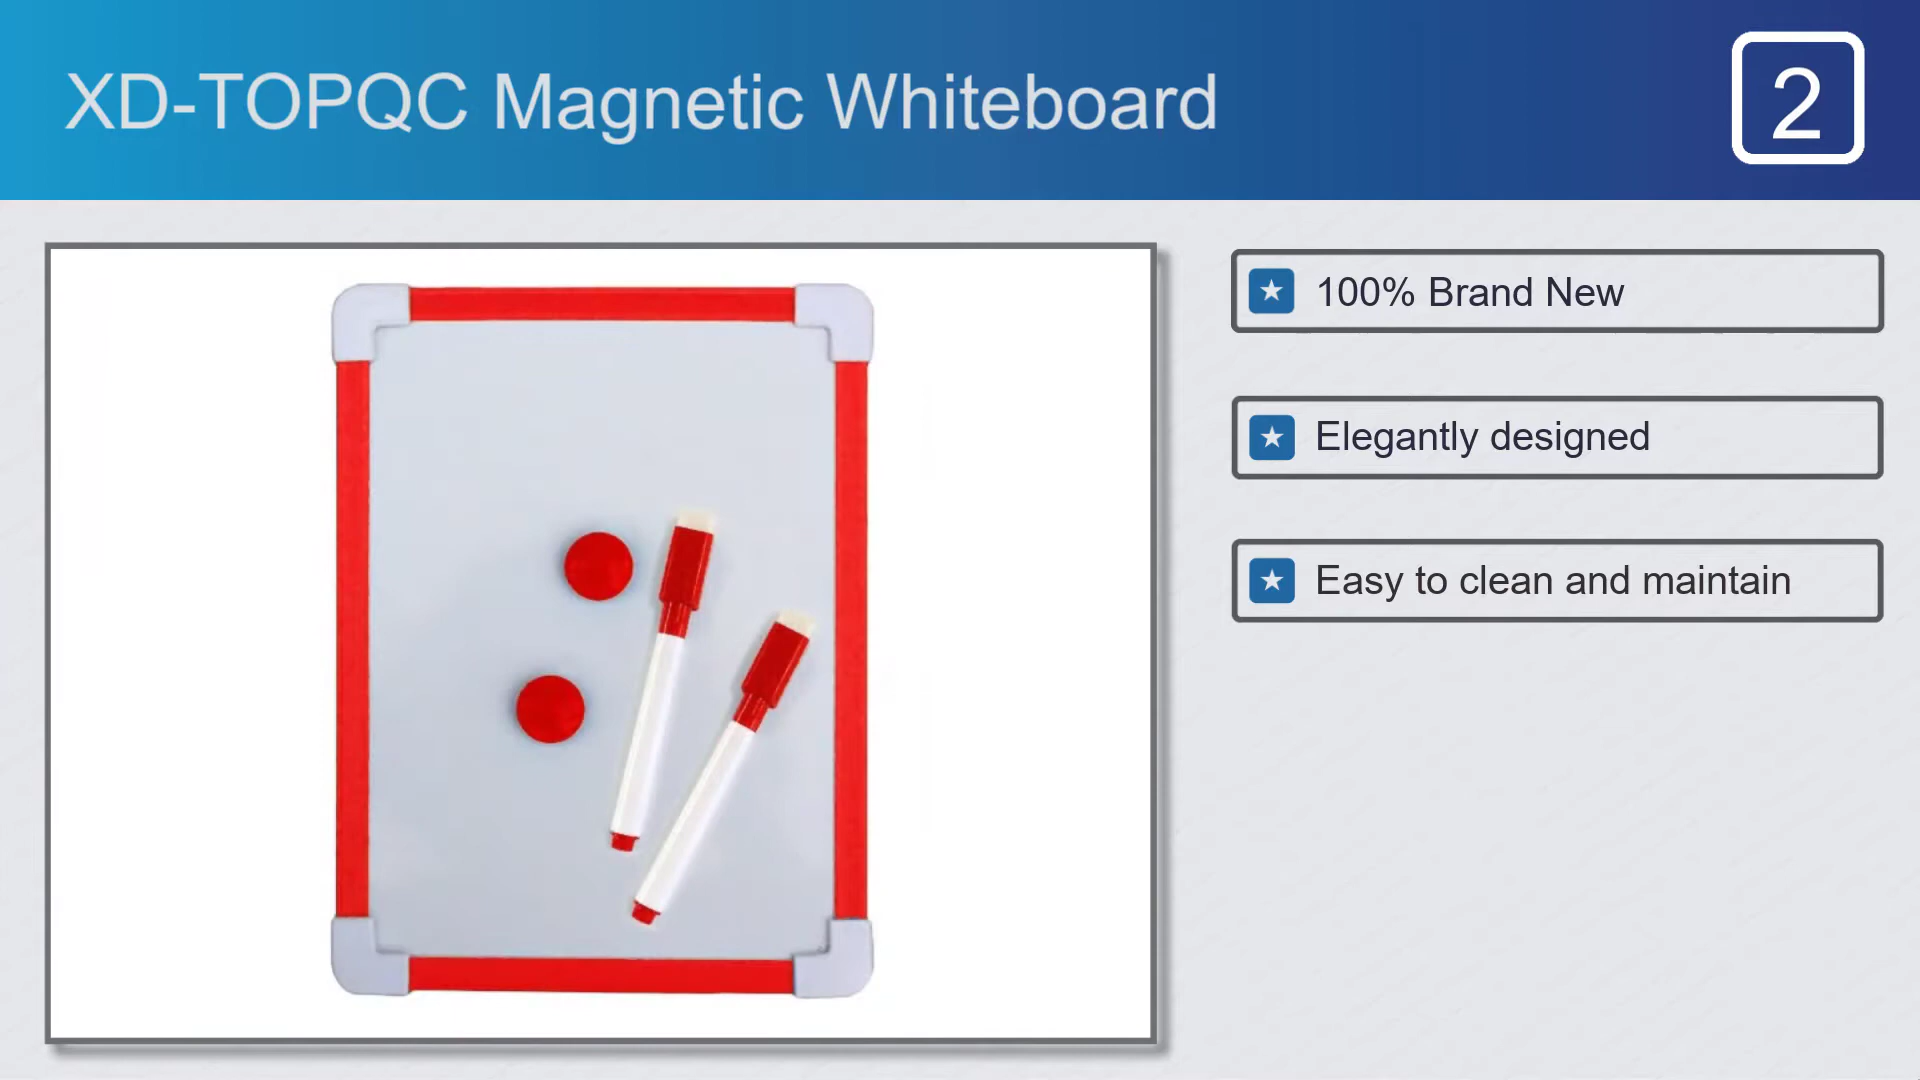 XD-TOPQC Magnetic Whiteboard
2
100% Brand New
Elegantly designed
Easy to clean and maintain